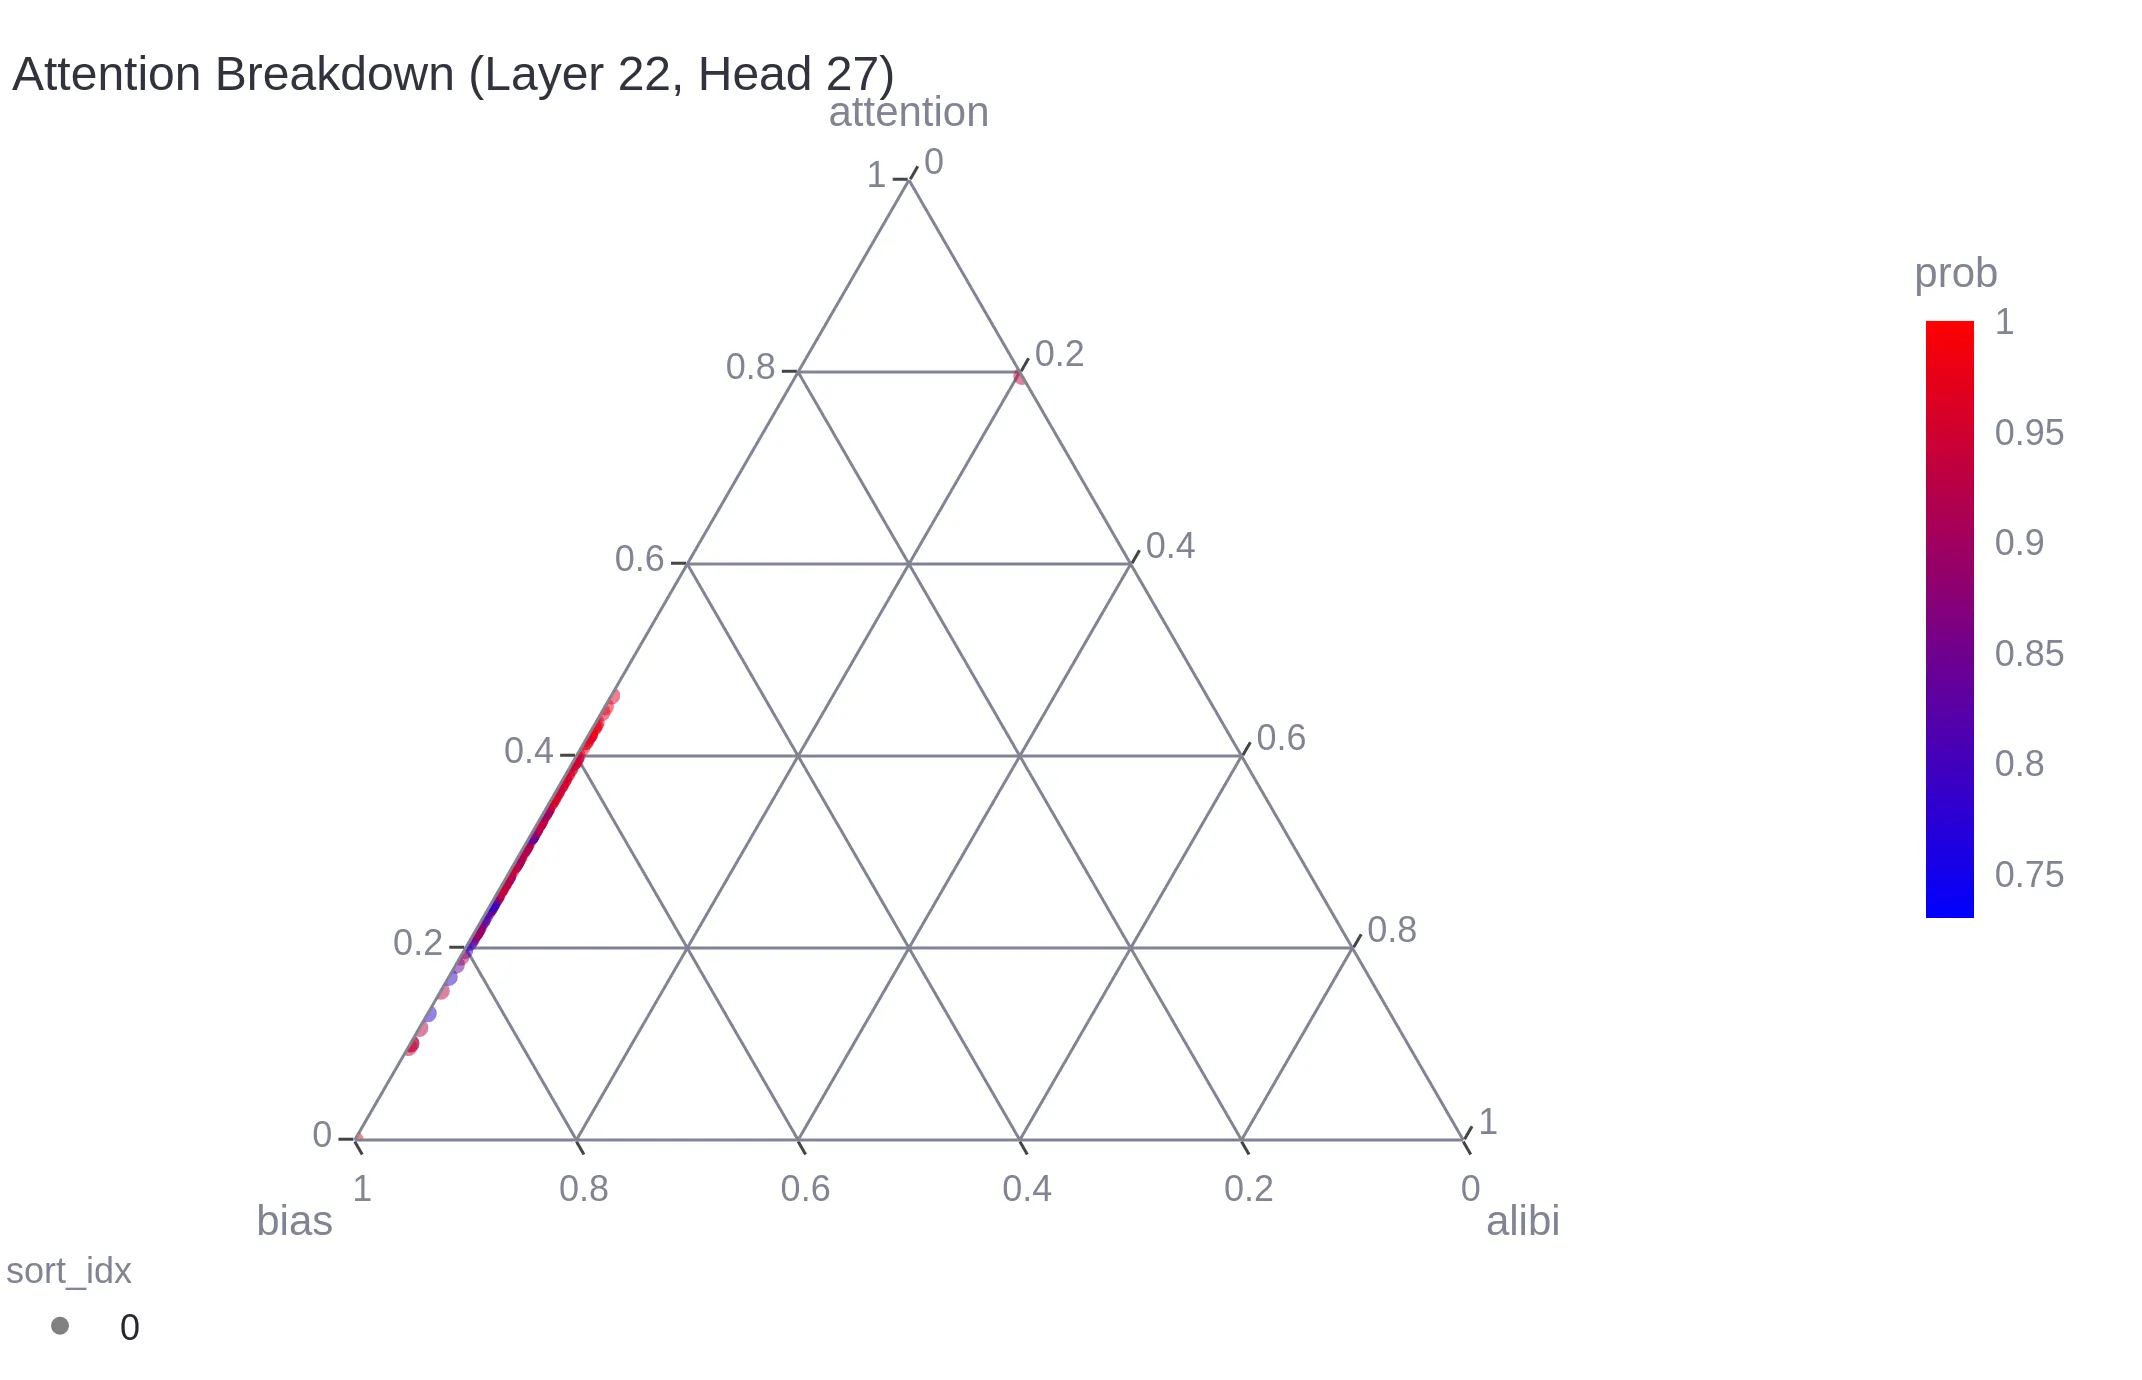 Attention Breakdown (Layer 22, Head 27)
attention
1 0
0.8 0.2
0.6 0.4
0.4 0.6
0.2 0.8
0 1
1 0.8 0.6 0.4 0.2 0
bias alibi
prob
1
0.95
0.9
0.85
0.8
0.75
sort_idx
0